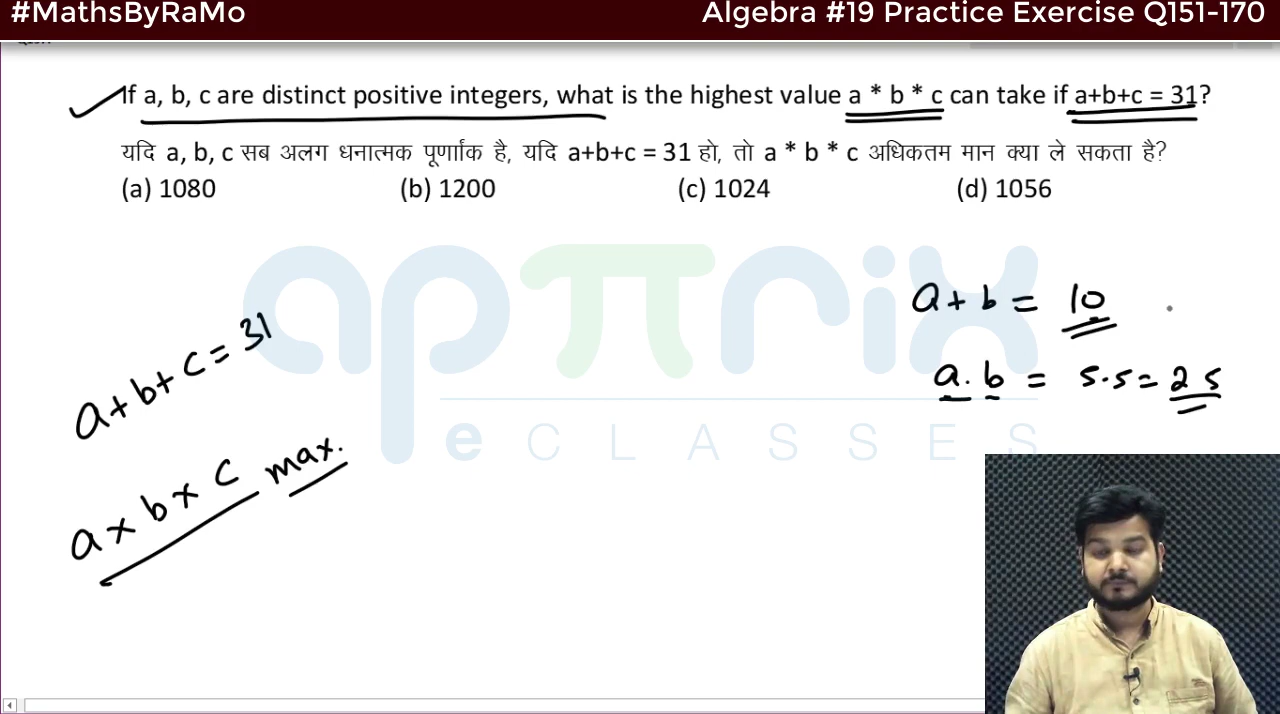 #MathsByRaMo
Algebra #19 Practice Exercise Q151-170
If a, b, c are distinct positive integers, what is the highest value a * b * c can take if a+b+c = 31?
यदि a, b, c सब अलग धनात्मक पूर्णांक है, यदि a+b+c = 31 हो, तो a * b * c अधिकतम मान क्या ले सकता है?
(a) 1080 (b) 1200 (c) 1024 (d) 1056
apπrix
e CLASSES
a + b = 10
a . b = 5.5 = 25
a + b + c = 31
a × b × c max.